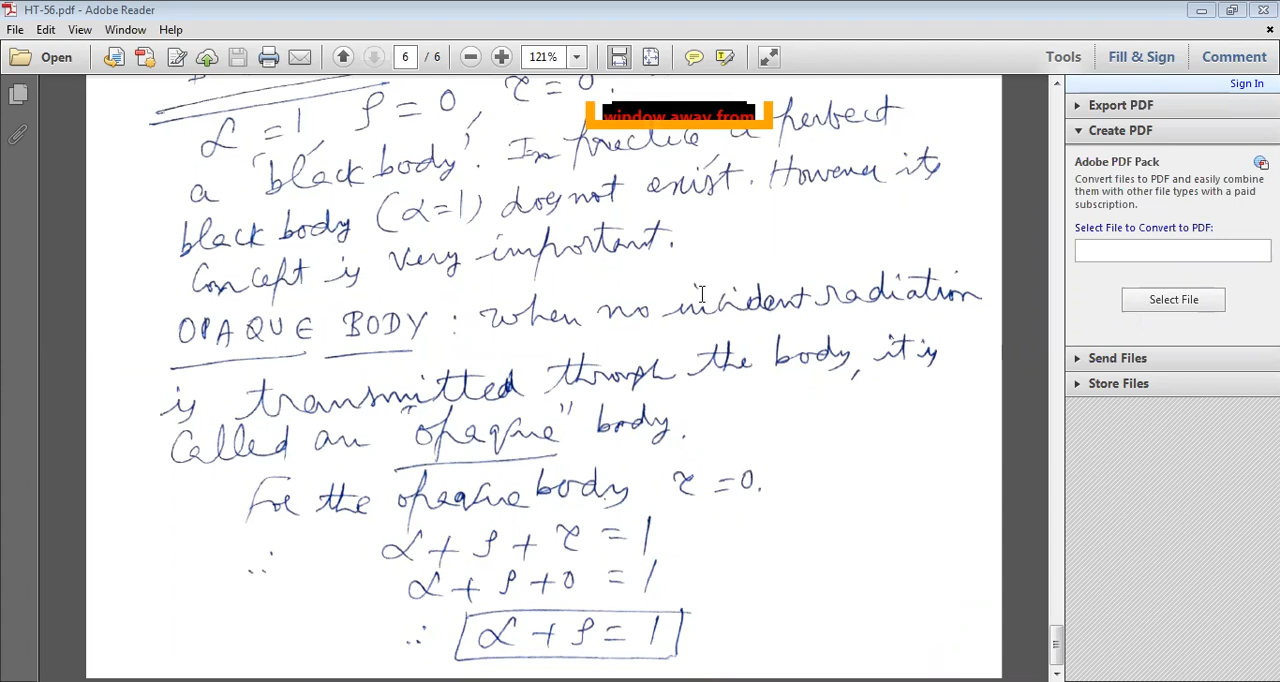 HT-56.pdf - Adobe Reader
File Edit View Window Help
Open 6 / 6 121% Tools Fill & Sign Comment
Sign In
Export PDF
Create PDF
Adobe PDF Pack
Convert files to PDF and easily combine
them with other file types with a paid
subscription.
Select File to Convert to PDF:
Select File
Send Files
Store Files
window away from
α = 1, ρ = 0, τ = 0.
a "black body". In practice a perfect
black body (α=1) does not exist. However its
Concept is very important.
OPAQUE BODY : When no incident radiation
is transmitted through the body, it is
Called an "opaque" body.
For the opaque body τ = 0.
∴ α + ρ + τ = 1
α + ρ + 0 = 1
∴ α + ρ = 1